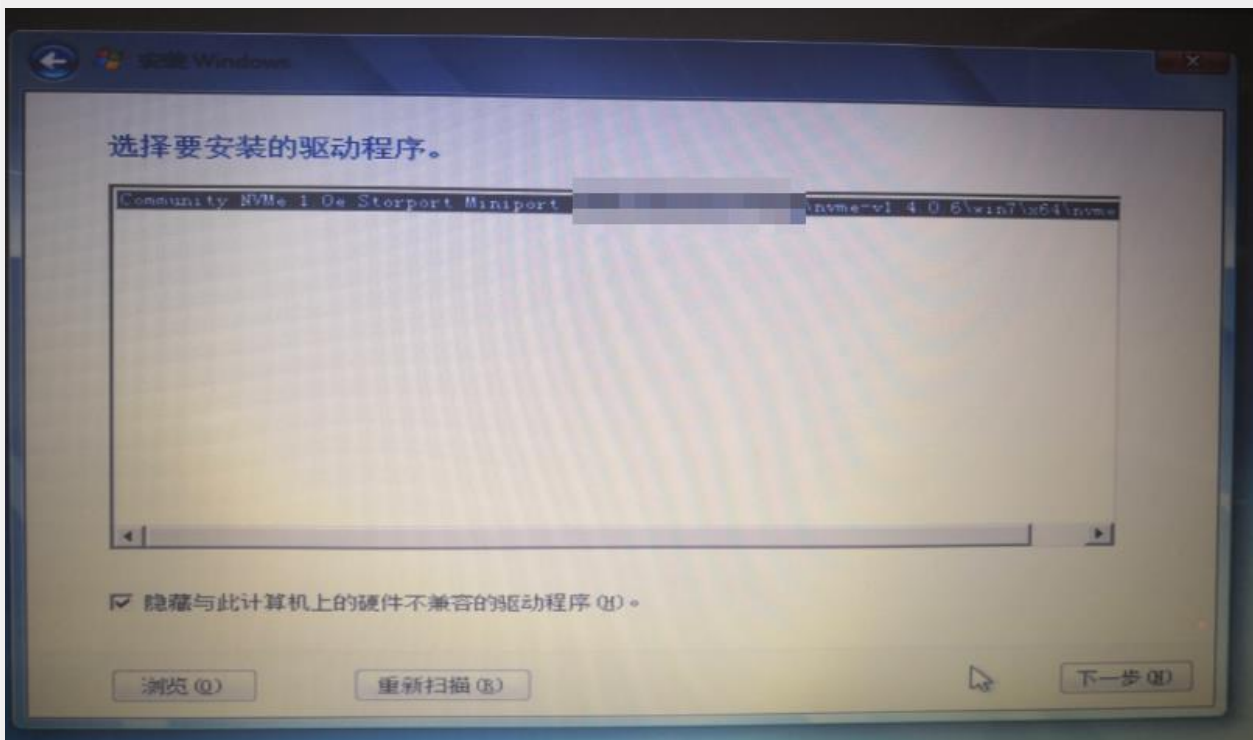 安装 Windows
选择要安装的驱动程序。
Community NVMe 1 0e Storport Miniport \nvme-v1 4 0 6\win7\x64\nvme
隐藏与此计算机上的硬件不兼容的驱动程序(H)。
浏览(O) 重新扫描(R) 下一步(N)